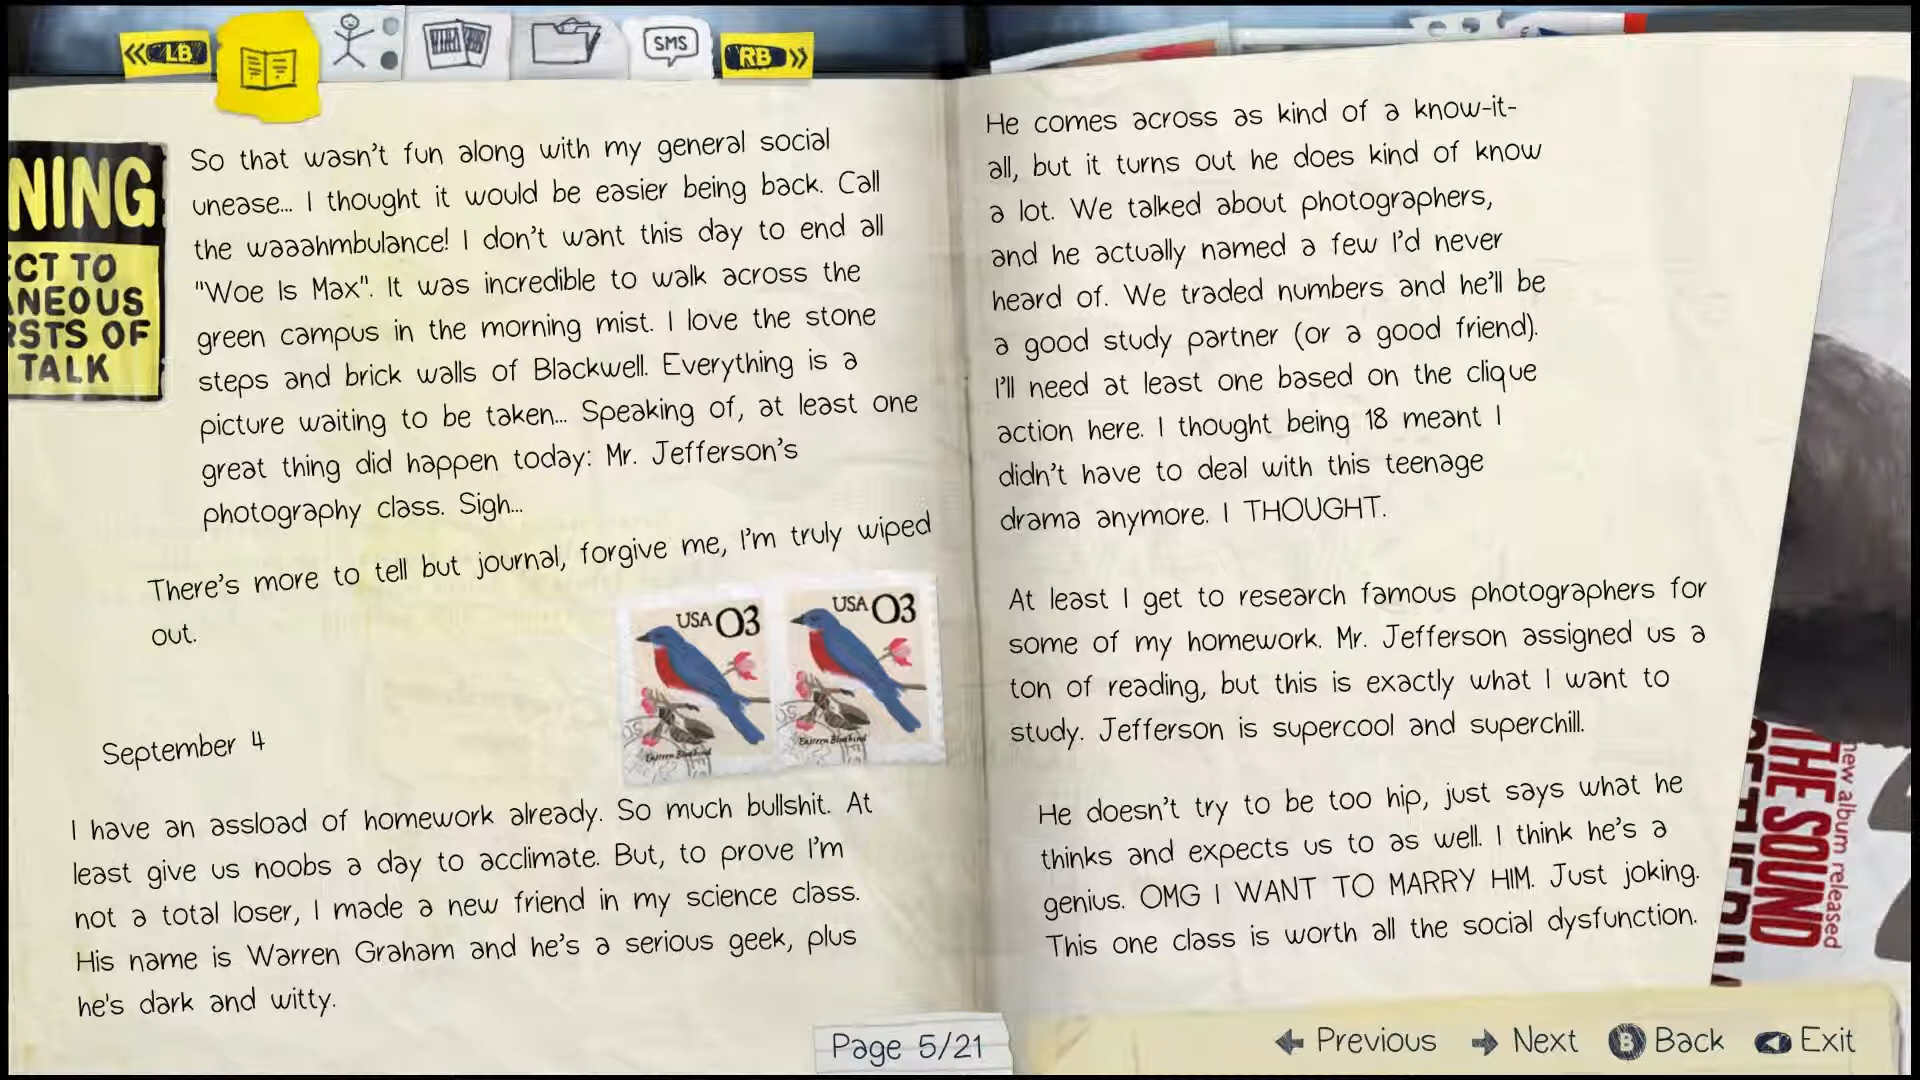 LB
SMS
RB
NING
CT TO
ANEOUS
RSTS OF
TALK
So that wasn't fun along with my general social
unease... I thought it would be easier being back. Call
the waaahmbulance! I don't want this day to end all
"Woe Is Max". It was incredible to walk across the
green campus in the morning mist. I love the stone
steps and brick walls of Blackwell. Everything is a
picture waiting to be taken... Speaking of, at least one
great thing did happen today: Mr. Jefferson's
photography class. Sigh...
There's more to tell but journal, forgive me, I'm truly wiped
out.
USA 03
Eastern Bluebird
USA 03
Eastern Bluebird
September 4
I have an assload of homework already. So much bullshit. At
least give us noobs a day to acclimate. But, to prove I'm
not a total loser, I made a new friend in my science class.
His name is Warren Graham and he's a serious geek, plus
he's dark and witty.
He comes across as kind of a know-it-
all, but it turns out he does kind of know
a lot. We talked about photographers,
and he actually named a few I'd never
heard of. We traded numbers and he'll be
a good study partner (or a good friend).
I'll need at least one based on the clique
action here. I thought being 18 meant I
didn't have to deal with this teenage
drama anymore. I THOUGHT.
At least I get to research famous photographers for
some of my homework. Mr. Jefferson assigned us a
ton of reading, but this is exactly what I want to
study. Jefferson is supercool and superchill.
He doesn't try to be too hip, just says what he
thinks and expects us to as well. I think he's a
genius. OMG I WANT TO MARRY HIM. Just joking.
This one class is worth all the social dysfunction.
new album released
THE SOUND
Page 5/21
Previous
Next
B Back
Exit